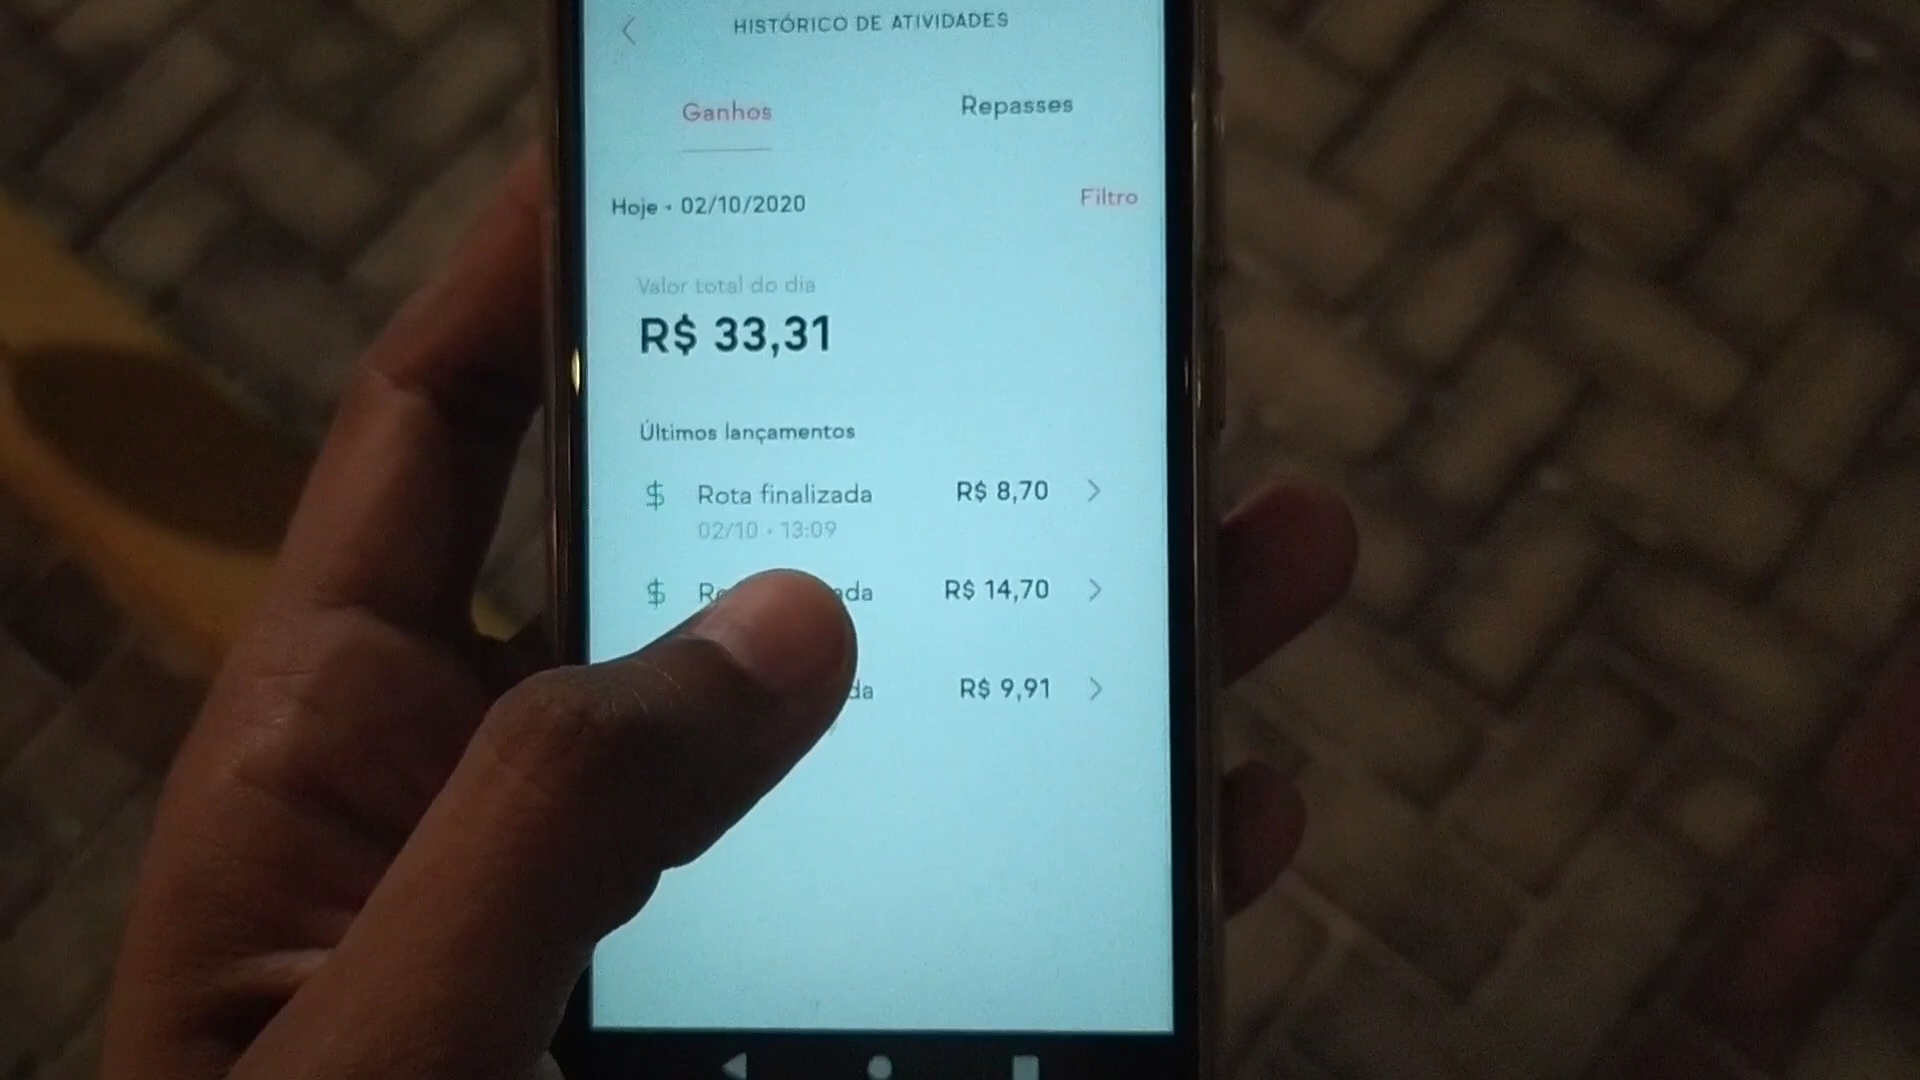 HISTÓRICO DE ATIVIDADES
Ganhos Repasses
Hoje • 02/10/2020 Filtro
Valor total do dia
R$ 33,31
Últimos lançamentos
$ Rota finalizada R$ 8,70
02/10 • 13:09
$ R$ 14,70
R$ 9,91